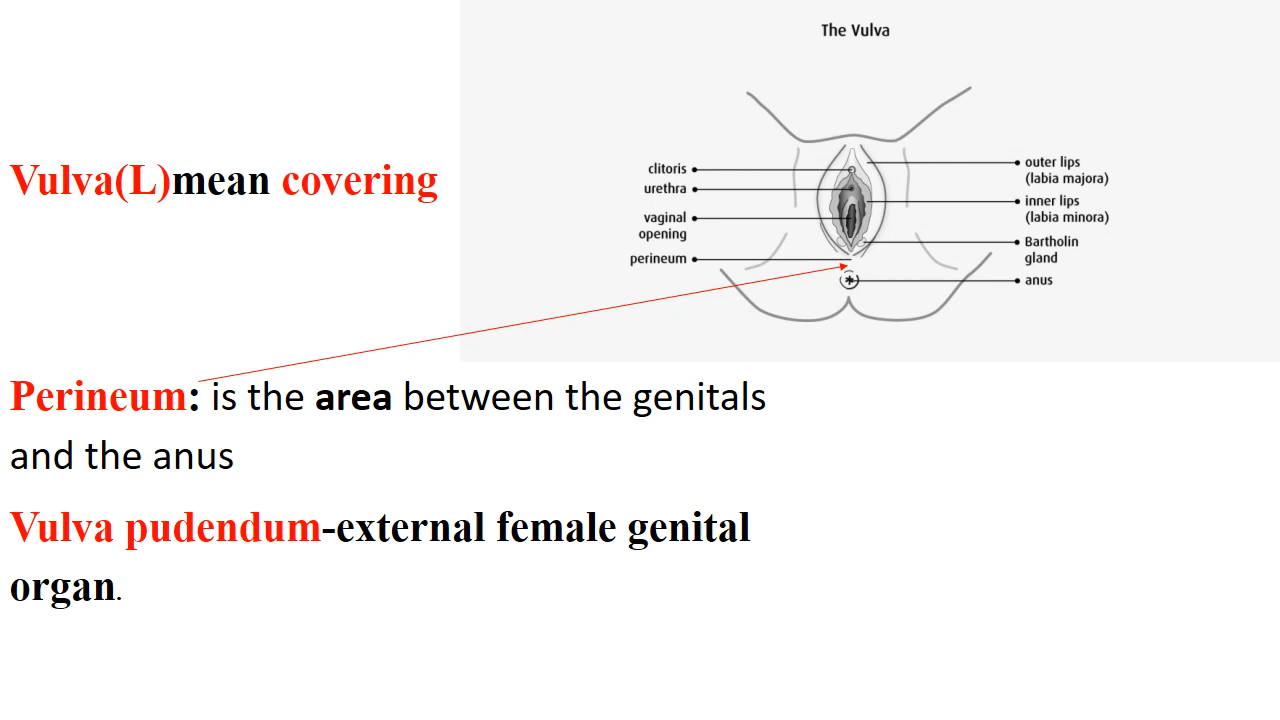 The Vulva
Vulva(L)mean covering
clitoris
urethra
vaginal
opening
perineum
outer lips
(labia majora)
inner lips
(labia minora)
Bartholin
gland
anus
Perineum: is the area between the genitals
and the anus
Vulva pudendum-external female genital
organ.